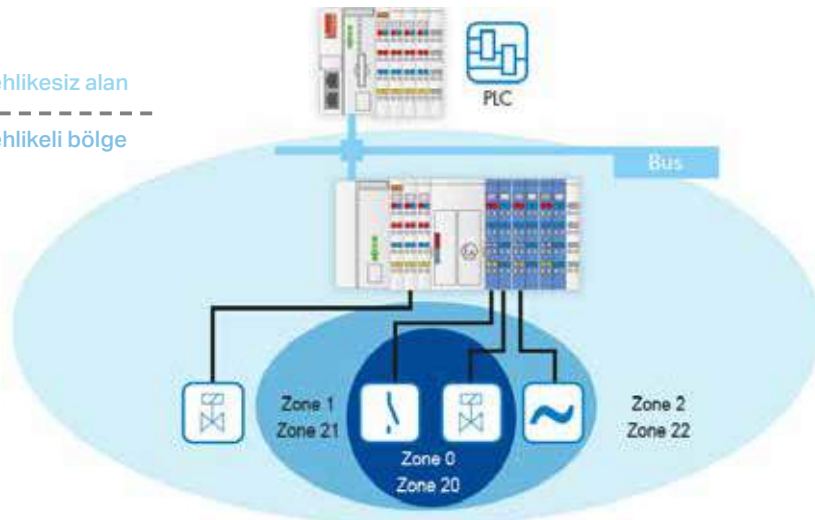 ehlikesiz alan
PLC
ehlikeli bölge
Bus
Zone 1
Zone 21
Zone 2
Zone 22
Zone 0
Zone 20